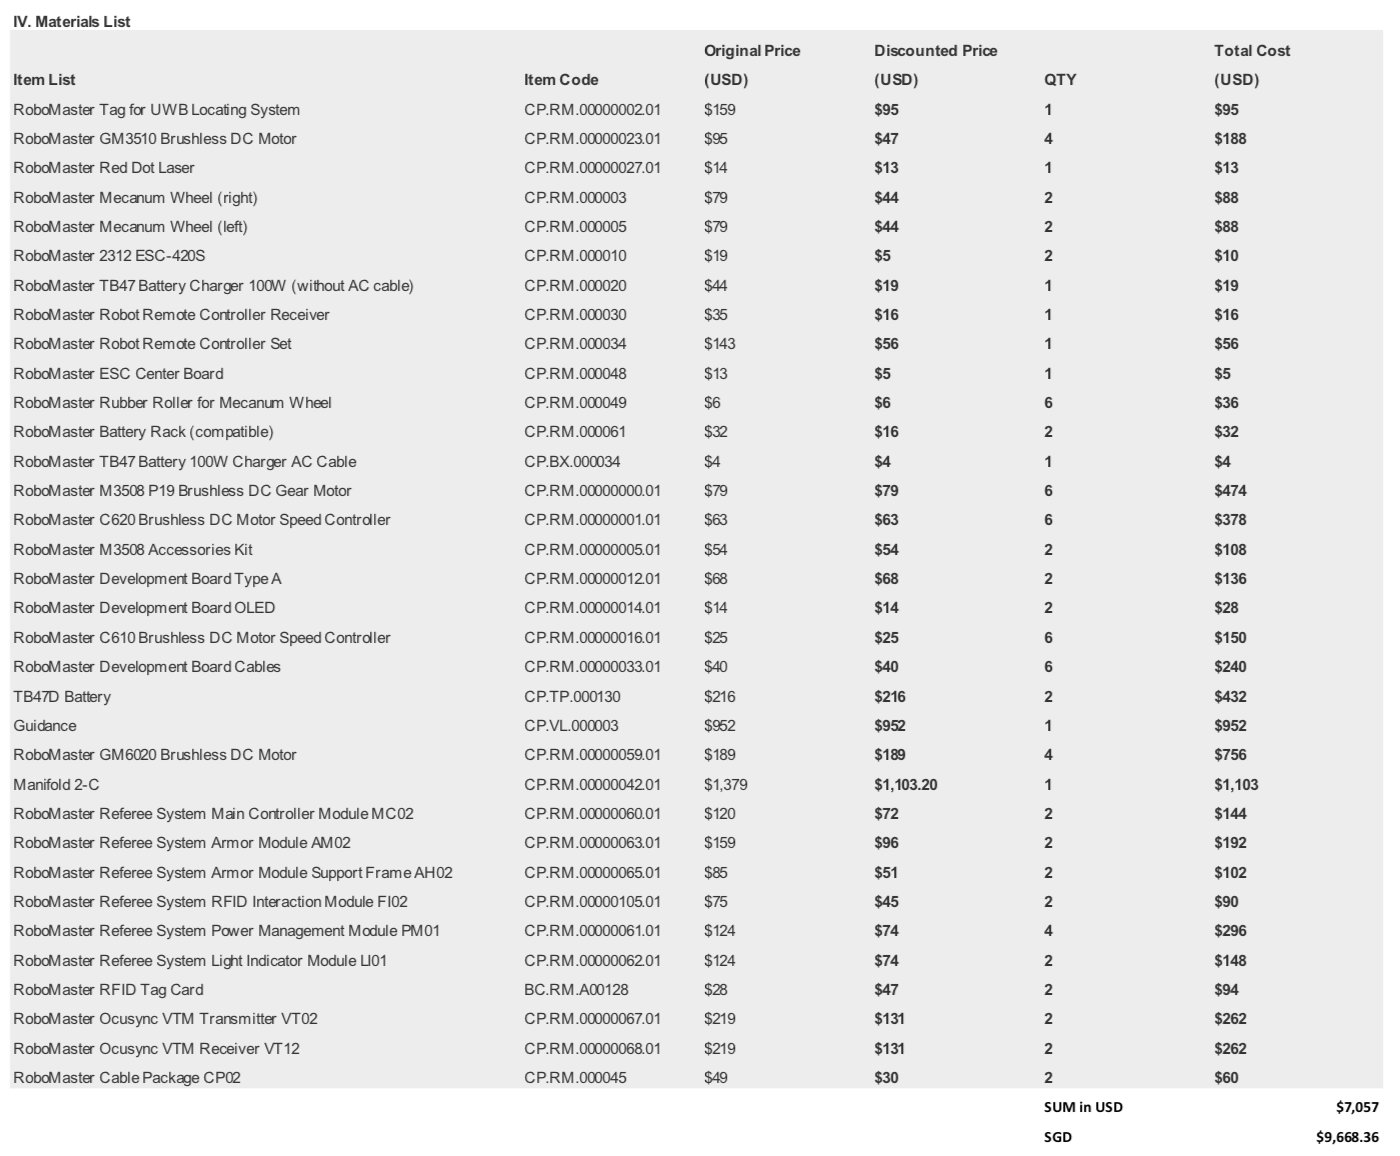 IV. Materials List
Original Price Discounted Price Total Cost
Item List Item Code (USD) (USD) QTY (USD)
RoboMaster Tag for UWB Locating System CP.RM.00000002.01 $159 $95 1 $95
RoboMaster GM3510 Brushless DC Motor CP.RM.00000023.01 $95 $47 4 $188
RoboMaster Red Dot Laser CP.RM.00000027.01 $14 $13 1 $13
RoboMaster Mecanum Wheel (right) CP.RM.000003 $79 $44 2 $88
RoboMaster Mecanum Wheel (left) CP.RM.000005 $79 $44 2 $88
RoboMaster 2312 ESC-420S CP.RM.000010 $19 $5 2 $10
RoboMaster TB47 Battery Charger 100W (without AC cable) CP.RM.000020 $44 $19 1 $19
RoboMaster Robot Remote Controller Receiver CP.RM.000030 $35 $16 1 $16
RoboMaster Robot Remote Controller Set CP.RM.000034 $143 $56 1 $56
RoboMaster ESC Center Board CP.RM.000048 $13 $5 1 $5
RoboMaster Rubber Roller for Mecanum Wheel CP.RM.000049 $6 $6 6 $36
RoboMaster Battery Rack (compatible) CP.RM.000061 $32 $16 2 $32
RoboMaster TB47 Battery 100W Charger AC Cable CP.BX.000034 $4 $4 1 $4
RoboMaster M3508 P19 Brushless DC Gear Motor CP.RM.00000000.01 $79 $79 6 $474
RoboMaster C620 Brushless DC Motor Speed Controller CP.RM.00000001.01 $63 $63 6 $378
RoboMaster M3508 Accessories Kit CP.RM.00000005.01 $54 $54 2 $108
RoboMaster Development Board Type A CP.RM.00000012.01 $68 $68 2 $136
RoboMaster Development Board OLED CP.RM.00000014.01 $14 $14 2 $28
RoboMaster C610 Brushless DC Motor Speed Controller CP.RM.00000016.01 $25 $25 6 $150
RoboMaster Development Board Cables CP.RM.00000033.01 $40 $40 6 $240
TB47D Battery CP.TP.000130 $216 $216 2 $432
Guidance CP.VL.000003 $952 $952 1 $952
RoboMaster GM6020 Brushless DC Motor CP.RM.00000059.01 $189 $189 4 $756
Manifold 2-C CP.RM.00000042.01 $1,379 $1,103.20 1 $1,103
RoboMaster Referee System Main Controller Module MC02 CP.RM.00000060.01 $120 $72 2 $144
RoboMaster Referee System Armor Module AM02 CP.RM.00000063.01 $159 $96 2 $192
RoboMaster Referee System Armor Module Support Frame AH02 CP.RM.00000065.01 $85 $51 2 $102
RoboMaster Referee System RFID Interaction Module FI02 CP.RM.00000105.01 $75 $45 2 $90
RoboMaster Referee System Power Management Module PM01 CP.RM.00000061.01 $124 $74 4 $296
RoboMaster Referee System Light Indicator Module LI01 CP.RM.00000062.01 $124 $74 2 $148
RoboMaster RFID Tag Card BC.RM.A00128 $28 $47 2 $94
RoboMaster Ocusync VTM Transmitter VT02 CP.RM.00000067.01 $219 $131 2 $262
RoboMaster Ocusync VTM Receiver VT12 CP.RM.00000068.01 $219 $131 2 $262
RoboMaster Cable Package CP02 CP.RM.000045 $49 $30 2 $60
SUM in USD $7,057
SGD $9,668.36